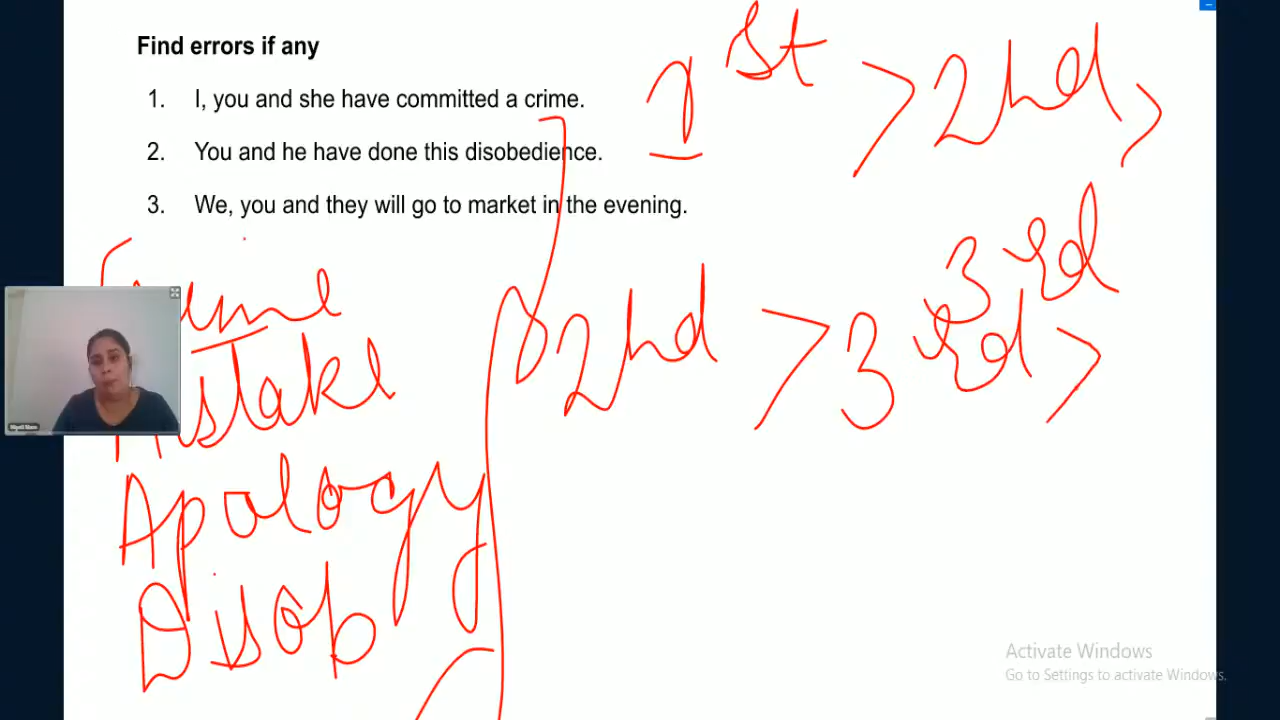 Find errors if any
1. I, you and she have committed a crime.
2. You and he have done this disobedience.
3. We, you and they will go to market in the evening.
1st > 2nd >
3rd
2nd > 3rd >
Apology
Disob
Activate Windows
Go to Settings to activate Windows.